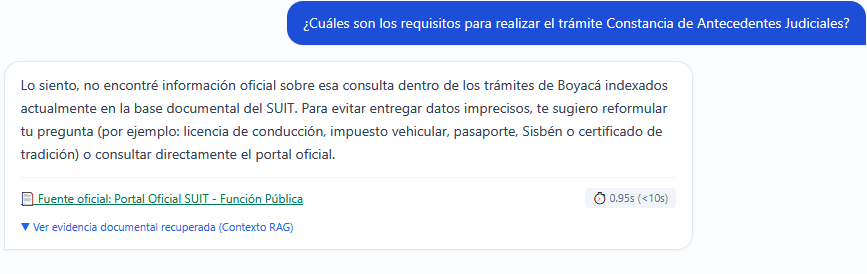 ¿Cuáles son los requisitos para realizar el trámite Constancia de Antecedentes Judiciales?
Lo siento, no encontré información oficial sobre esa consulta dentro de los trámites de Boyacá indexados
actualmente en la base documental del SUIT. Para evitar entregar datos imprecisos, te sugiero reformular
tu pregunta (por ejemplo: licencia de conducción, impuesto vehicular, pasaporte, Sisbén o certificado de
tradición) o consultar directamente el portal oficial.
Fuente oficial: Portal Oficial SUIT - Función Pública
0.95s (<10s)
▼ Ver evidencia documental recuperada (Contexto RAG)